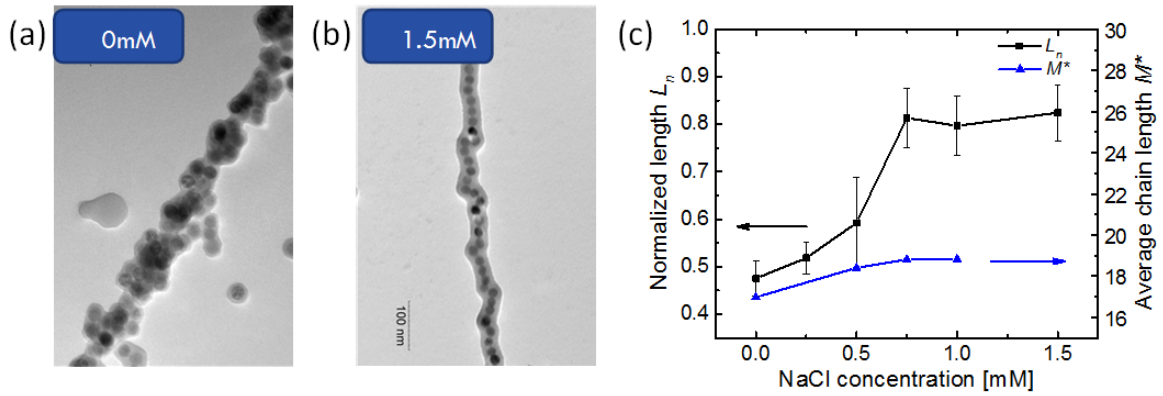 (a)
0mM
(b)
1.5mM
100 nm
(c)
Normalized length Ln
1.0
0.9
0.8
0.7
0.6
0.5
0.4
Ln
M*
30
28
26
24
22
20
18
16
Average chain length M*
0.0 0.5 1.0 1.5
NaCl concentration [mM]